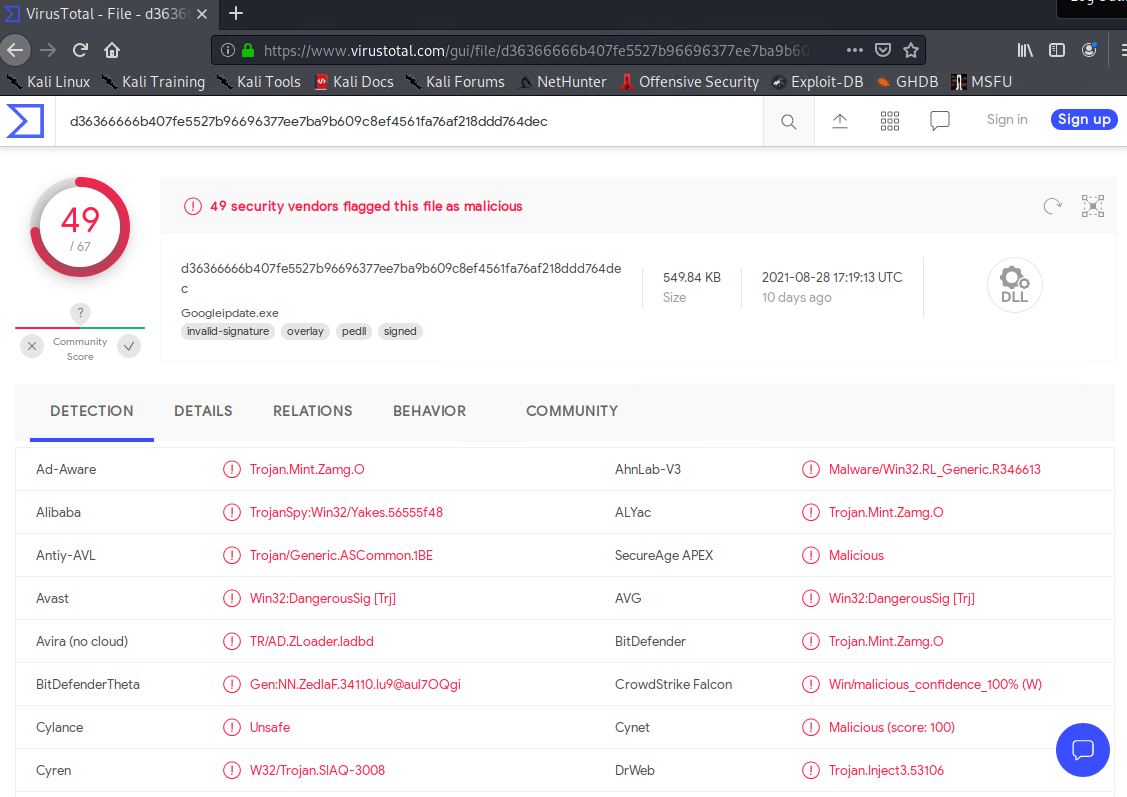 VirusTotal - File - d3636
https://www.virustotal.com/gui/file/d36366666b407fe5527b96696377ee7ba9b60
Kali Linux Kali Training Kali Tools Kali Docs Kali Forums NetHunter Offensive Security Exploit-DB GHDB MSFU
d36366666b407fe5527b96696377ee7ba9b609c8ef4561fa76af218ddd764dec
Sign in Sign up
49
/ 67
?
Community
Score
49 security vendors flagged this file as malicious
d36366666b407fe5527b96696377ee7ba9b609c8ef4561fa76af218ddd764de
c
Googleipdate.exe
invalid-signature overlay pedll signed
549.84 KB
Size
2021-08-28 17:19:13 UTC
10 days ago
DLL
DETECTION DETAILS RELATIONS BEHAVIOR COMMUNITY
Ad-Aware Trojan.Mint.Zamg.O AhnLab-V3 Malware/Win32.RL_Generic.R346613
Alibaba TrojanSpy:Win32/Yakes.56555f48 ALYac Trojan.Mint.Zamg.O
Antiy-AVL Trojan/Generic.ASCommon.1BE SecureAge APEX Malicious
Avast Win32:DangerousSig [Trj] AVG Win32:DangerousSig [Trj]
Avira (no cloud) TR/AD.ZLoader.ladbd BitDefender Trojan.Mint.Zamg.O
BitDefenderTheta Gen:NN.ZedlaF.34110.lu9@aul7OQgi CrowdStrike Falcon Win/malicious_confidence_100% (W)
Cylance Unsafe Cynet Malicious (score: 100)
Cyren W32/Trojan.SIAQ-3008 DrWeb Trojan.Inject3.53106